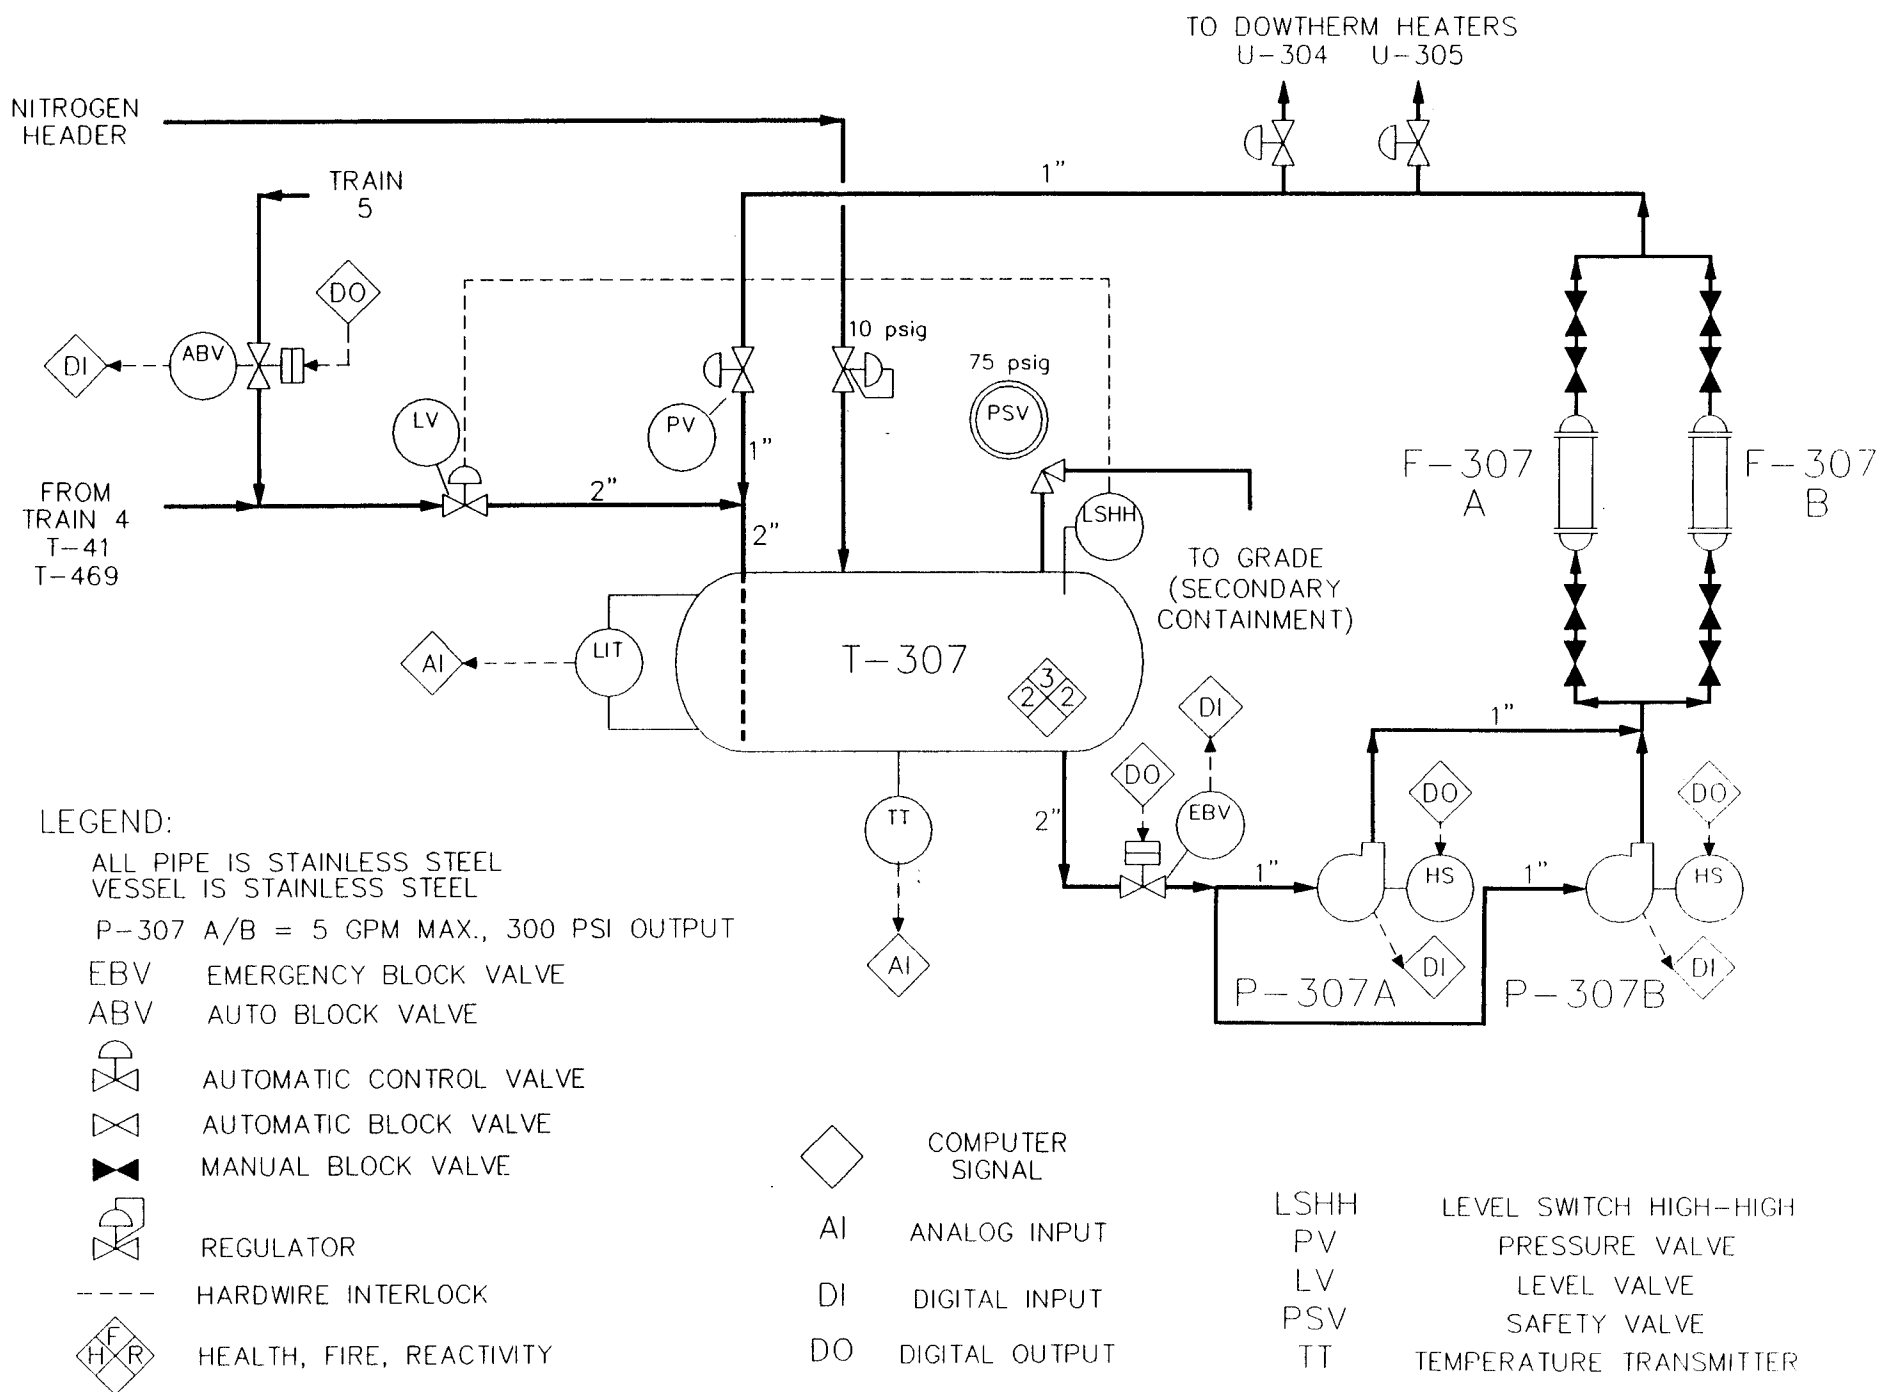 TO DOWTHERM HEATERS
U-304 U-305
NITROGEN
HEADER
TRAIN
5
1"
DO
10 psig
ABV
DI
75 psig
LV
PV
PSV
1"
F-307
A
F-307
B
FROM
TRAIN 4
T-41
T-469
2"
2"
LSHH
TO GRADE
(SECONDARY
CONTAINMENT)
LIT
AI
T-307
3
2 2
DI
1"
DO
EBV
DO
DO
TT
2"
1"
HS
1"
HS
AI
DI
DI
P-307A
P-307B
LEGEND:
ALL PIPE IS STAINLESS STEEL
VESSEL IS STAINLESS STEEL
P-307 A/B = 5 GPM MAX., 300 PSI OUTPUT
EBV EMERGENCY BLOCK VALVE
ABV AUTO BLOCK VALVE
AUTOMATIC CONTROL VALVE
AUTOMATIC BLOCK VALVE
MANUAL BLOCK VALVE
REGULATOR
HARDWIRE INTERLOCK
F
H R
HEALTH, FIRE, REACTIVITY
COMPUTER
SIGNAL
AI ANALOG INPUT
DI DIGITAL INPUT
DO DIGITAL OUTPUT
LSHH LEVEL SWITCH HIGH-HIGH
PV PRESSURE VALVE
LV LEVEL VALVE
PSV SAFETY VALVE
TT TEMPERATURE TRANSMITTER